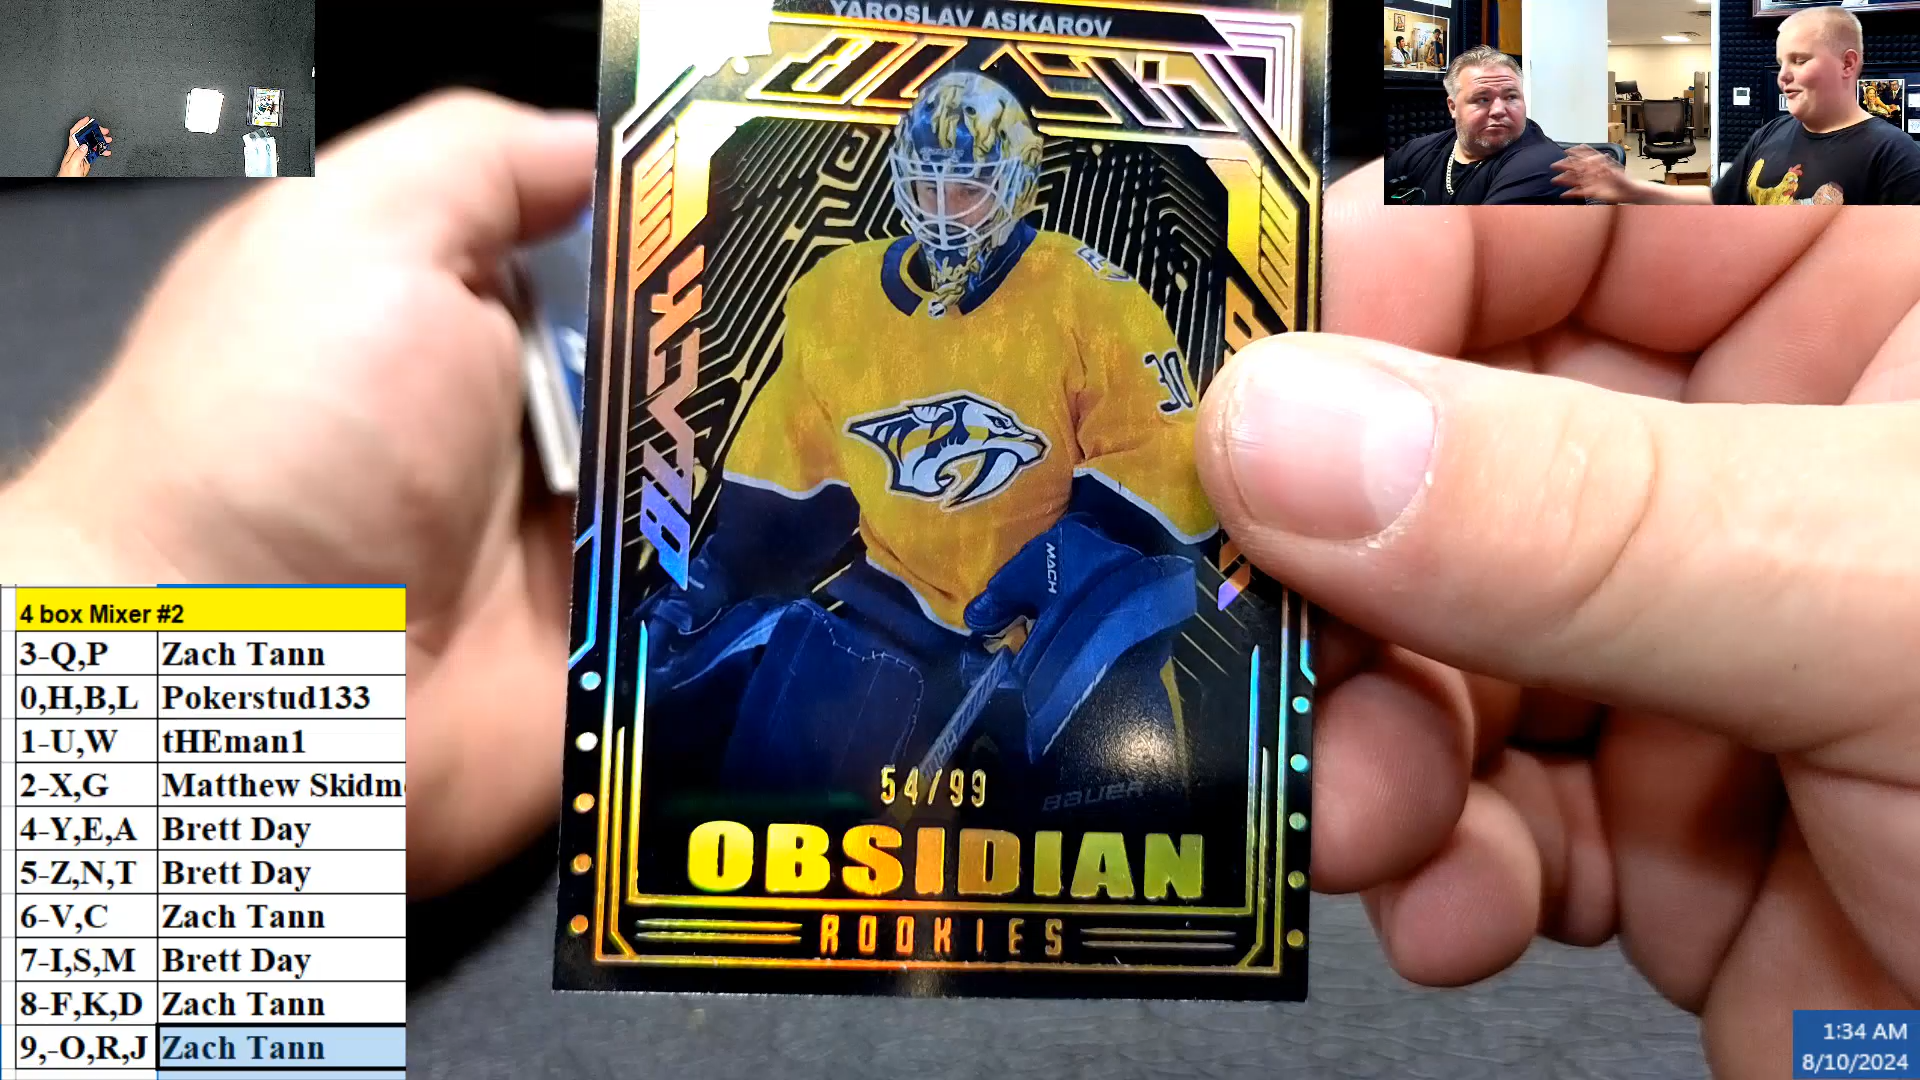 YAROSLAV ASKAROV
BLACK
BLACK
30
MACH
54/99
BAUER
OBSIDIAN
ROOKIES
4 box Mixer #2
3-Q,P Zach Tann
0,H,B,L Pokerstud133
1-U,W tHEman1
2-X,G Matthew Skidm
4-Y,E,A Brett Day
5-Z,N,T Brett Day
6-V,C Zach Tann
7-I,S,M Brett Day
8-F,K,D Zach Tann
9,-O,R,J Zach Tann
1:34 AM
8/10/2024